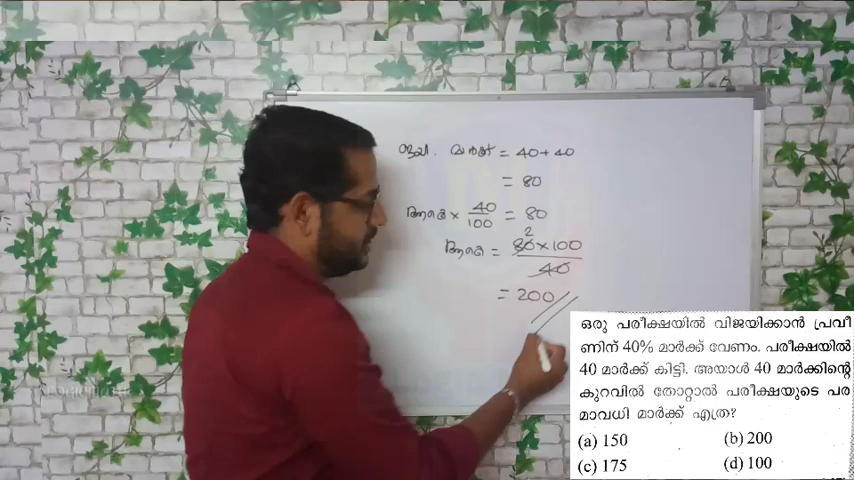 ജയി. മാർക്ക് = 40 + 40
= 80
ആകെ × 40/100 = 80
ആകെ = 80 × 100 / 40
2
= 200
ഒരു പരീക്ഷയിൽ വിജയിക്കാൻ പ്രവീ
ണിന് 40% മാർക്ക് വേണം. പരീക്ഷയിൽ
40 മാർക്ക് കിട്ടി. അയാൾ 40 മാർക്കിന്റെ
കുറവിൽ തോറ്റാൽ പരീക്ഷയുടെ പര
മാവധി മാർക്ക് എത്ര?
(a) 150 (b) 200
(c) 175 (d) 100